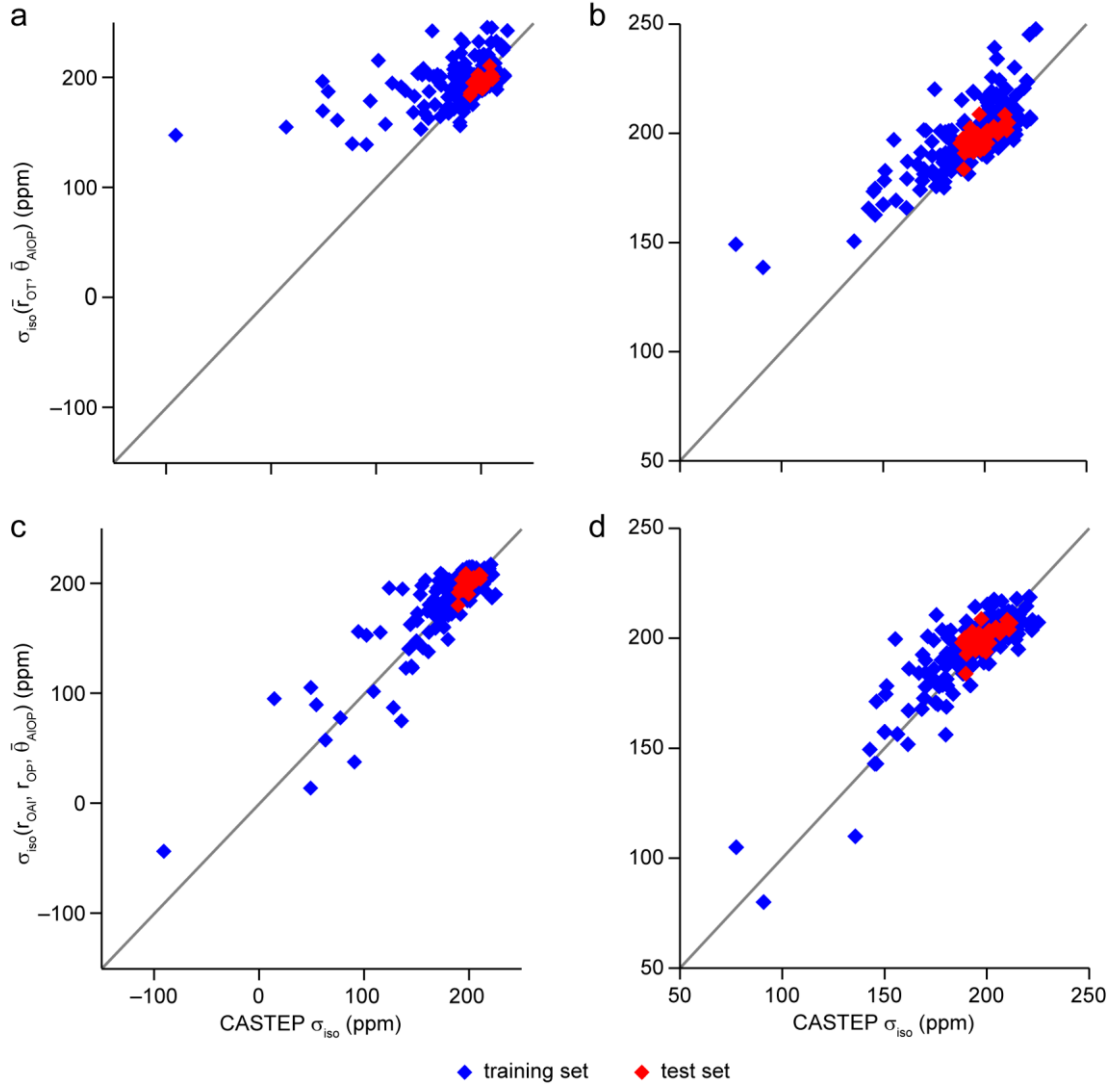 a
200
100
0
–100
σiso(r̄OT, θ̄AlOP) (ppm)
b
250
200
150
100
50
c
200
100
0
–100
σiso(rOAl, rOP, θ̄AlOP) (ppm)
–100 0 100 200
CASTEP σiso (ppm)
d
250
200
150
100
50
50 100 150 200 250
CASTEP σiso (ppm)
training set test set